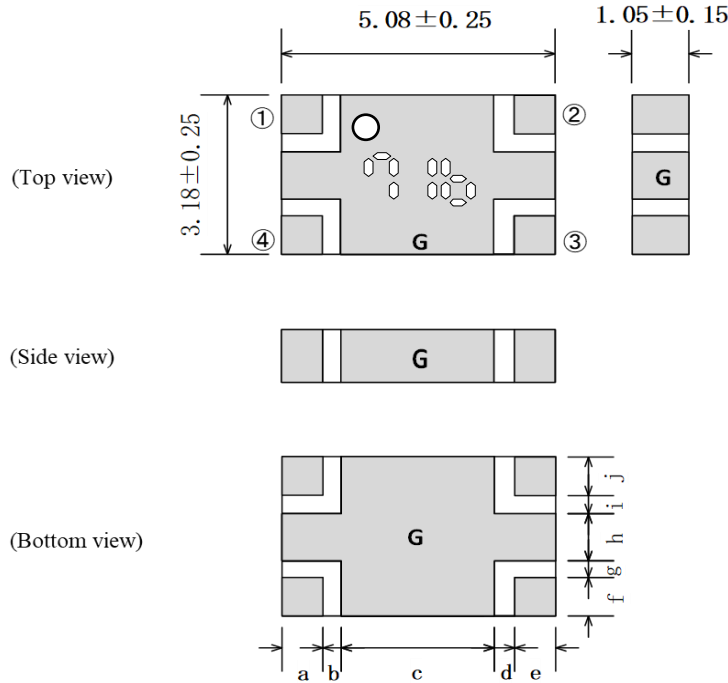 5.08±0.25
1.05±0.15
①
②
3.18±0.25
(Top view)
G
④
G
③
(Side view)
G
(Bottom view)
G
j
i
h
g
f
a b c d e